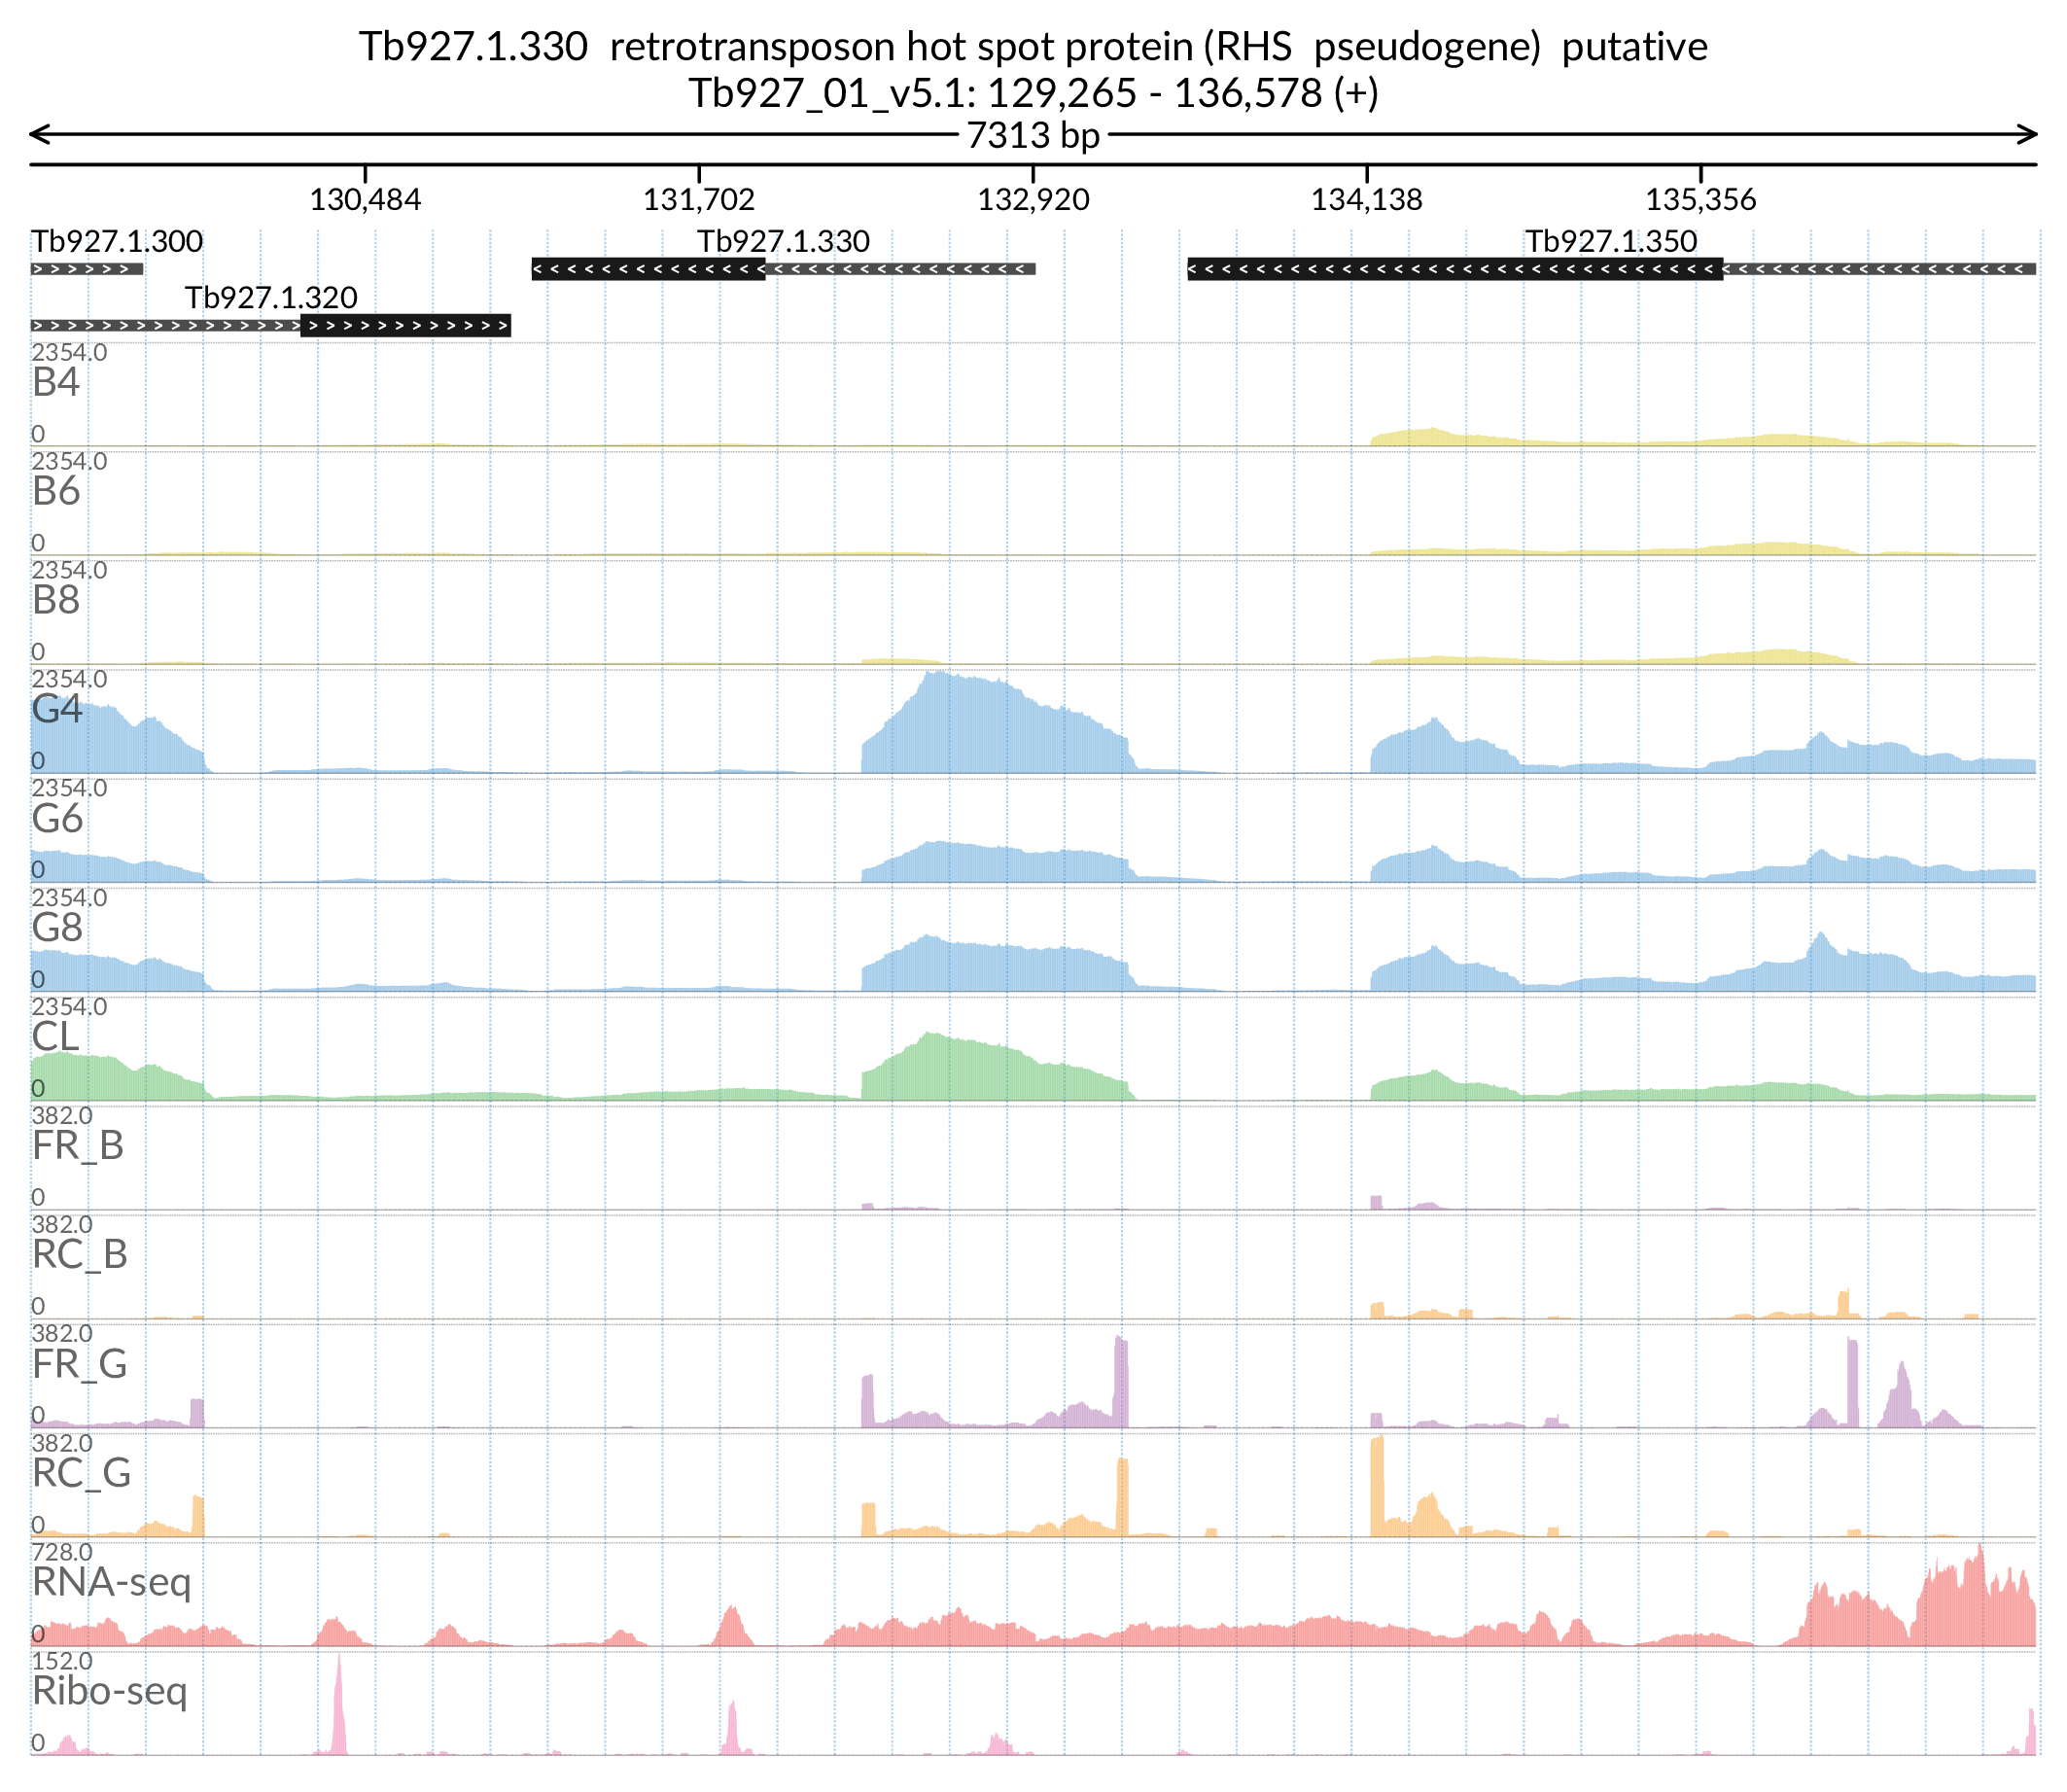 Tb927.1.330  retrotransposon hot spot protein (RHS  pseudogene)  putative
Tb927_01_v5.1: 129,265 - 136,578 (+)
7313 bp
130,484 131,702 132,920 134,138 135,356
Tb927.1.300 Tb927.1.330 Tb927.1.350
Tb927.1.320
2354.0
B4
0
2354.0
B6
0
2354.0
B8
0
2354.0
G4
0
2354.0
G6
0
2354.0
G8
0
2354.0
CL
0
382.0
FR_B
0
382.0
RC_B
0
382.0
FR_G
0
382.0
RC_G
0
728.0
RNA-seq
0
152.0
Ribo-seq
0